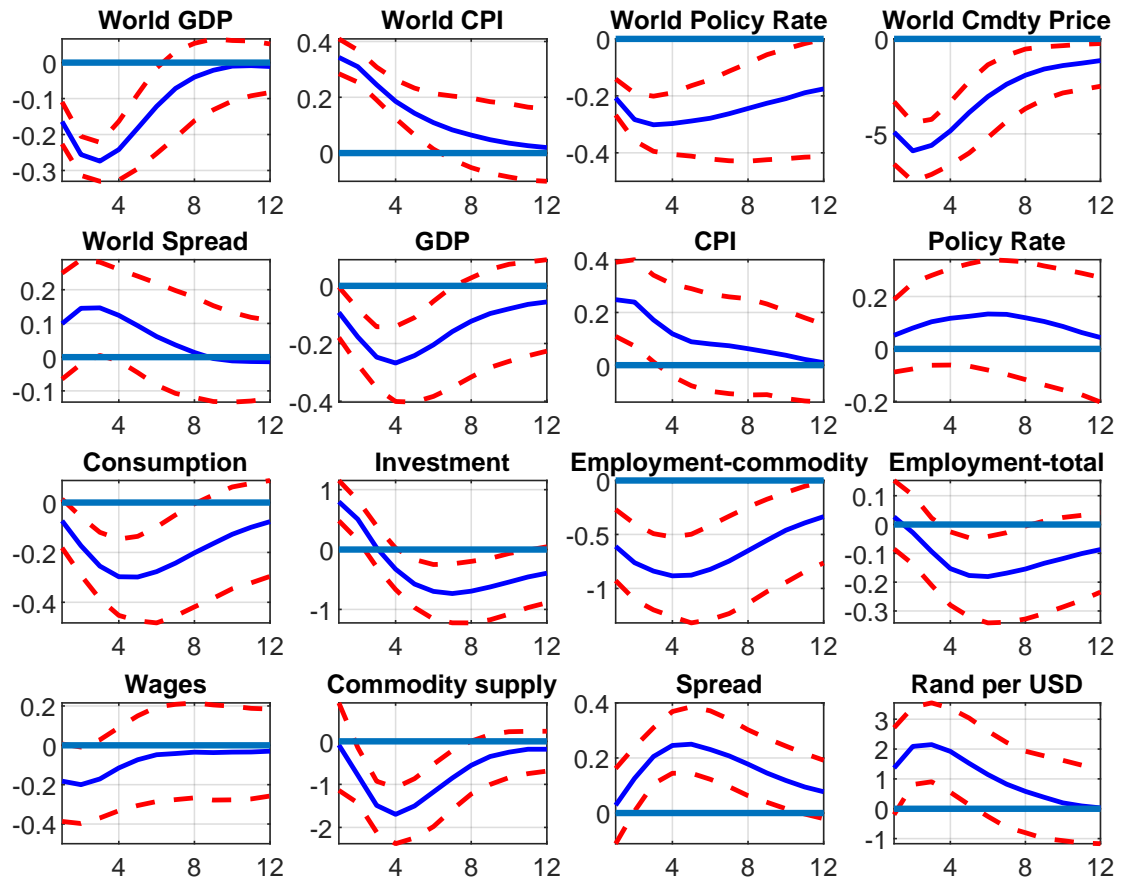 World GDP
0
-0.1
-0.2
-0.3
4 8 12
World CPI
0.4
0.2
0
4 8 12
World Policy Rate
0
-0.2
-0.4
4 8 12
World Cmdty Price
0
-5
4 8 12
World Spread
0.2
0.1
0
-0.1
4 8 12
GDP
0
-0.2
-0.4
4 8 12
CPI
0.4
0.2
0
4 8 12
Policy Rate
0.2
0
-0.2
4 8 12
Consumption
0
-0.2
-0.4
4 8 12
Investment
1
0
-1
4 8 12
Employment-commodity
0
-0.5
-1
4 8 12
Employment-total
0.1
0
-0.1
-0.2
-0.3
4 8 12
Wages
0.2
0
-0.2
-0.4
4 8 12
Commodity supply
0
-1
-2
4 8 12
Spread
0.4
0.2
0
4 8 12
Rand per USD
3
2
1
0
-1
4 8 12